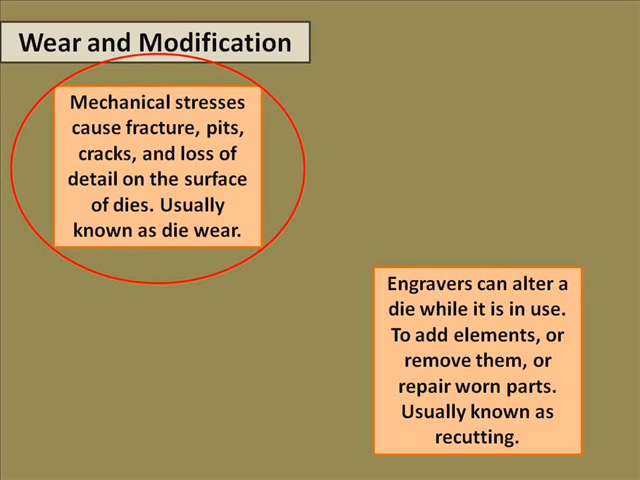 Wear and Modification
Mechanical stresses
cause fracture, pits,
cracks, and loss of
detail on the surface
of dies. Usually
known as die wear.
Engravers can alter a
die while it is in use.
To add elements, or
remove them, or
repair worn parts.
Usually known as
recutting.